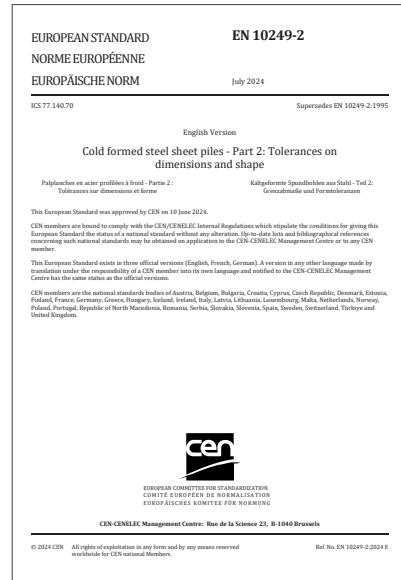 EUROPEAN STANDARD
NORME EUROPÉENNE
EUROPÄISCHE NORM
EN 10249-2
July 2024
ICS 77.140.70
Supersedes EN 10249-2:1995
English Version
Cold formed steel sheet piles - Part 2: Tolerances on
dimensions and shape
Palplanches en acier profilées à froid - Partie 2 :
Tolérances sur dimensions et forme
Kaltgeformte Spundbohlen aus Stahl - Teil 2:
Grenzabmaße und Formtoleranzen
This European Standard was approved by CEN on 10 June 2024.
CEN members are bound to comply with the CEN/CENELEC Internal Regulations which stipulate the conditions for giving this
European Standard the status of a national standard without any alteration. Up-to-date lists and bibliographical references
concerning such national standards may be obtained on application to the CEN-CENELEC Management Centre or to any CEN
member.
This European Standard exists in three official versions (English, French, German). A version in any other language made by
translation under the responsibility of a CEN member into its own language and notified to the CEN-CENELEC Management
Centre has the same status as the official versions.
CEN members are the national standards bodies of Austria, Belgium, Bulgaria, Croatia, Cyprus, Czech Republic, Denmark, Estonia,
Finland, France, Germany, Greece, Hungary, Iceland, Ireland, Italy, Latvia, Lithuania, Luxembourg, Malta, Netherlands, Norway,
Poland, Portugal, Republic of North Macedonia, Romania, Serbia, Slovakia, Slovenia, Spain, Sweden, Switzerland, Türkiye and
United Kingdom.
cen
EUROPEAN COMMITTEE FOR STANDARDIZATION
COMITÉ EUROPÉEN DE NORMALISATION
EUROPÄISCHES KOMITEE FÜR NORMUNG
CEN-CENELEC Management Centre: Rue de la Science 23, B-1040 Brussels
© 2024 CEN All rights of exploitation in any form and by any means reserved
worldwide for CEN national Members.
Ref. No. EN 10249-2:2024 E